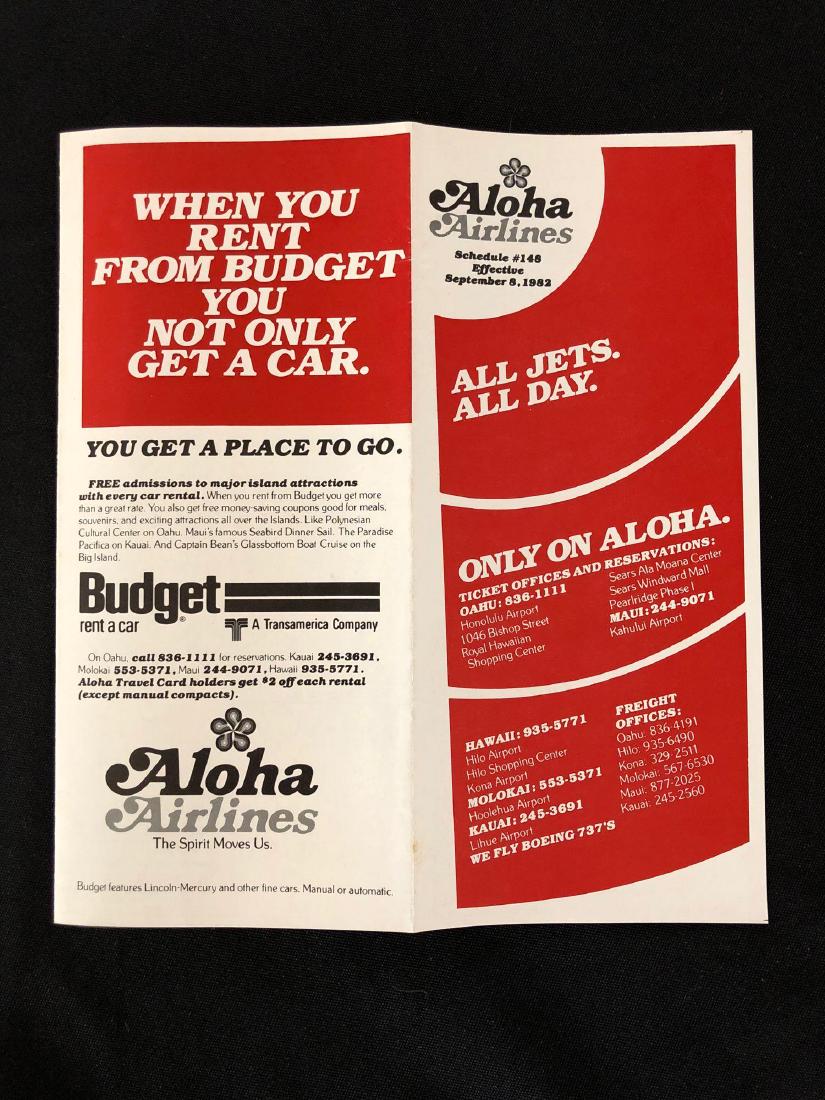 WHEN YOU
RENT
FROM BUDGET
YOU
NOT ONLY
GET A CAR.
YOU GET A PLACE TO GO.
FREE admissions to major island attractions
with every car rental. When you rent from Budget you get more
than a great rate. You also get free money-saving coupons good for meals,
souvenirs, and exciting attractions all over the Islands. Like Polynesian
Cultural Center on Oahu. Maui's famous Seabird Dinner Sail. The Paradise
Pacifica on Kauai. And Captain Bean's Glassbottom Boat Cruise on the
Big Island.
Budget
rent a car
A Transamerica Company
On Oahu, call 836-1111 for reservations. Kauai 245-3691,
Molokai 553-5371, Maui 244-9071, Hawaii 935-5771.
Aloha Travel Card holders get $2 off each rental
(except manual compacts).
Aloha
Airlines
The Spirit Moves Us.
Budget features Lincoln-Mercury and other fine cars. Manual or automatic.
Aloha
Airlines
Schedule #148
Effective
September 8, 1982
ALL JETS.
ALL DAY.
ONLY ON ALOHA.
TICKET OFFICES AND RESERVATIONS:
OAHU: 836-1111
Honolulu Airport
1046 Bishop Street
Royal Hawaiian
Shopping Center
Sears Ala Moana Center
Sears Windward Mall
Pearlridge Phase I
MAUI: 244-9071
Kahului Airport
HAWAII: 935-5771
Hilo Airport
Hilo Shopping Center
Kona Airport
MOLOKAI: 553-5371
Hoolehua Airport
KAUAI: 245-3691
Lihue Airport
WE FLY BOEING 737'S
FREIGHT
OFFICES:
Oahu: 836-4191
Hilo: 935-6490
Kona: 329-2511
Molokai: 567-6530
Maui: 877-2025
Kauai: 245-2560